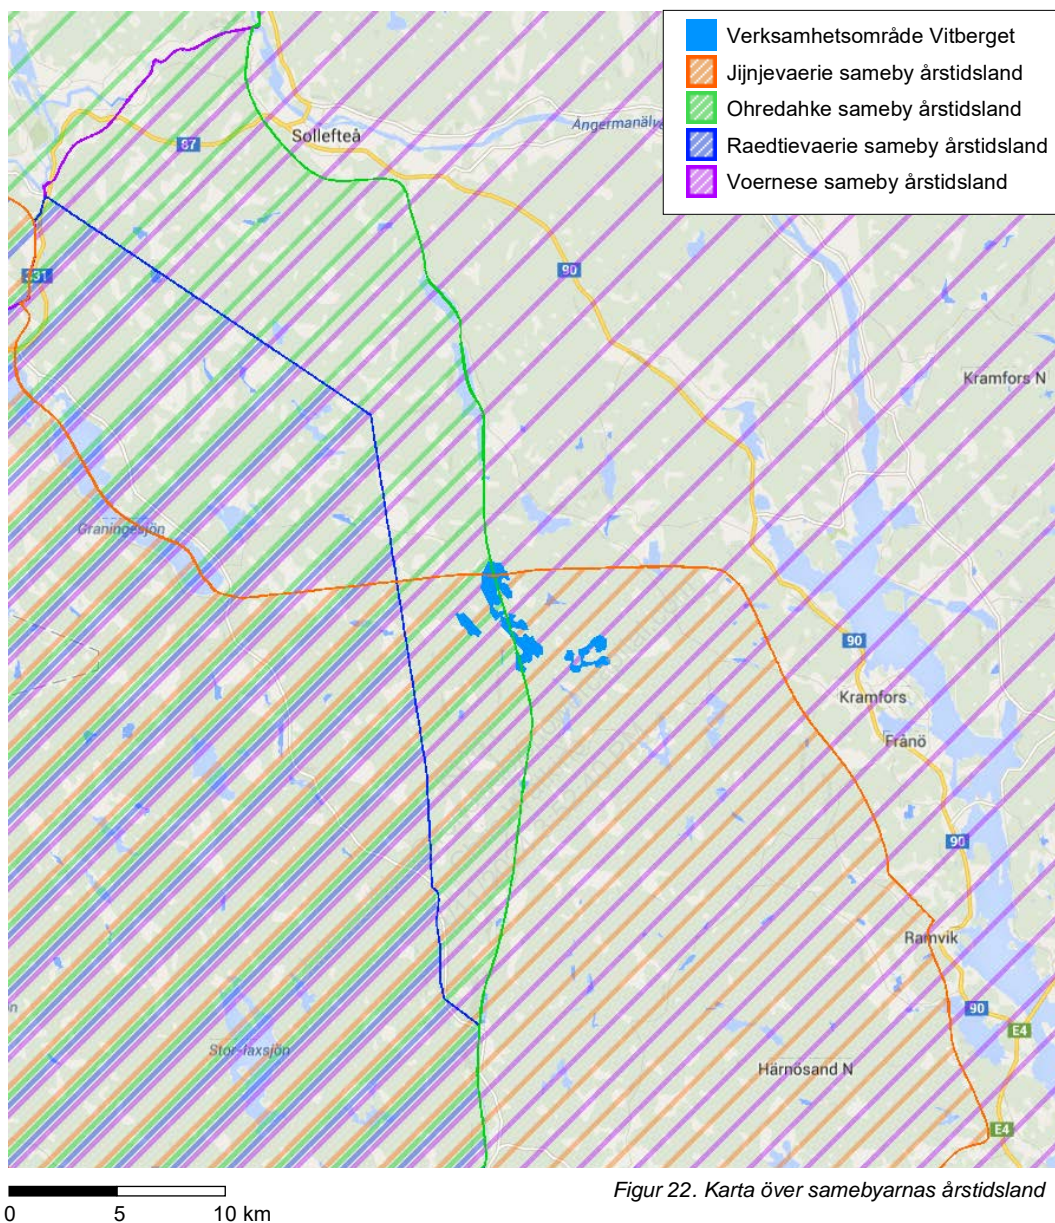 Verksamhetsområde Vitberget
Jijnjevaerie sameby årstidsland
Ohredahke sameby årstidsland
Raedtievaerie sameby årstidsland
Voernese sameby årstidsland
Ångermanälv
Sollefteå
87
90
331
Kramfors N
Graningesjön
90
Kramfors
Frånö
90
Ramvik
90
E4
Stor-laxsjön
Härnösand N
E4
Figur 22. Karta över samebyarnas årstidsland
0 5 10 km